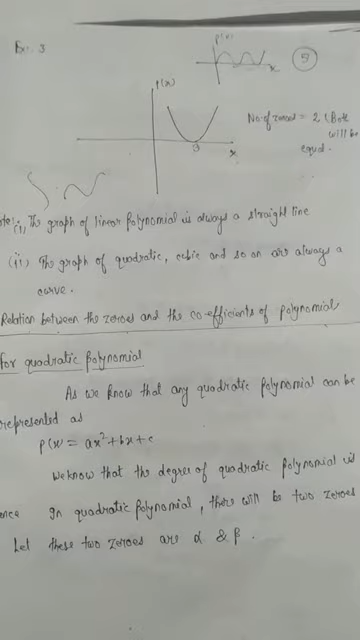 Ex. 3
P(x)
x
5
P(x)
x
No. of zeroes = 2 (Both
will be
equal.
(i) The graph of linear Polynomial is always a straight line
(ii) The graph of quadratic, cubic and so on are always a
curve.
Relation between the zeroes and the co-efficients of polynomial
for quadratic Polynomial
As we know that any quadratic Polynomial can be
represented as
P(x) = ax²+bx+c
We know that the degree of quadratic Polynomial is
In quadratic Polynomial, there will be two zeroes
Let these two zeroes are α & β.